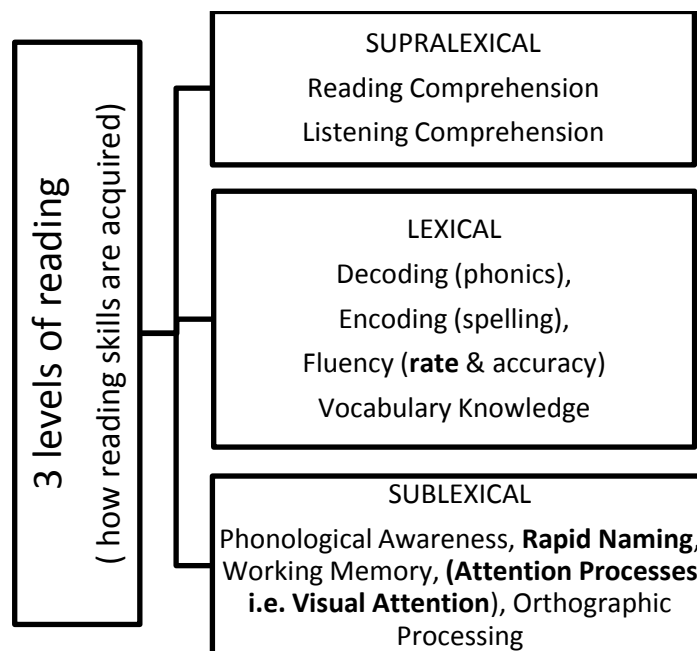 3 levels of reading
( how reading skills are acquired)
SUPRALEXICAL
Reading Comprehension
Listening Comprehension
LEXICAL
Decoding (phonics),
Encoding (spelling),
Fluency (rate & accuracy)
Vocabulary Knowledge
SUBLEXICAL
Phonological Awareness, Rapid Naming,
Working Memory, (Attention Processes
i.e. Visual Attention), Orthographic
Processing